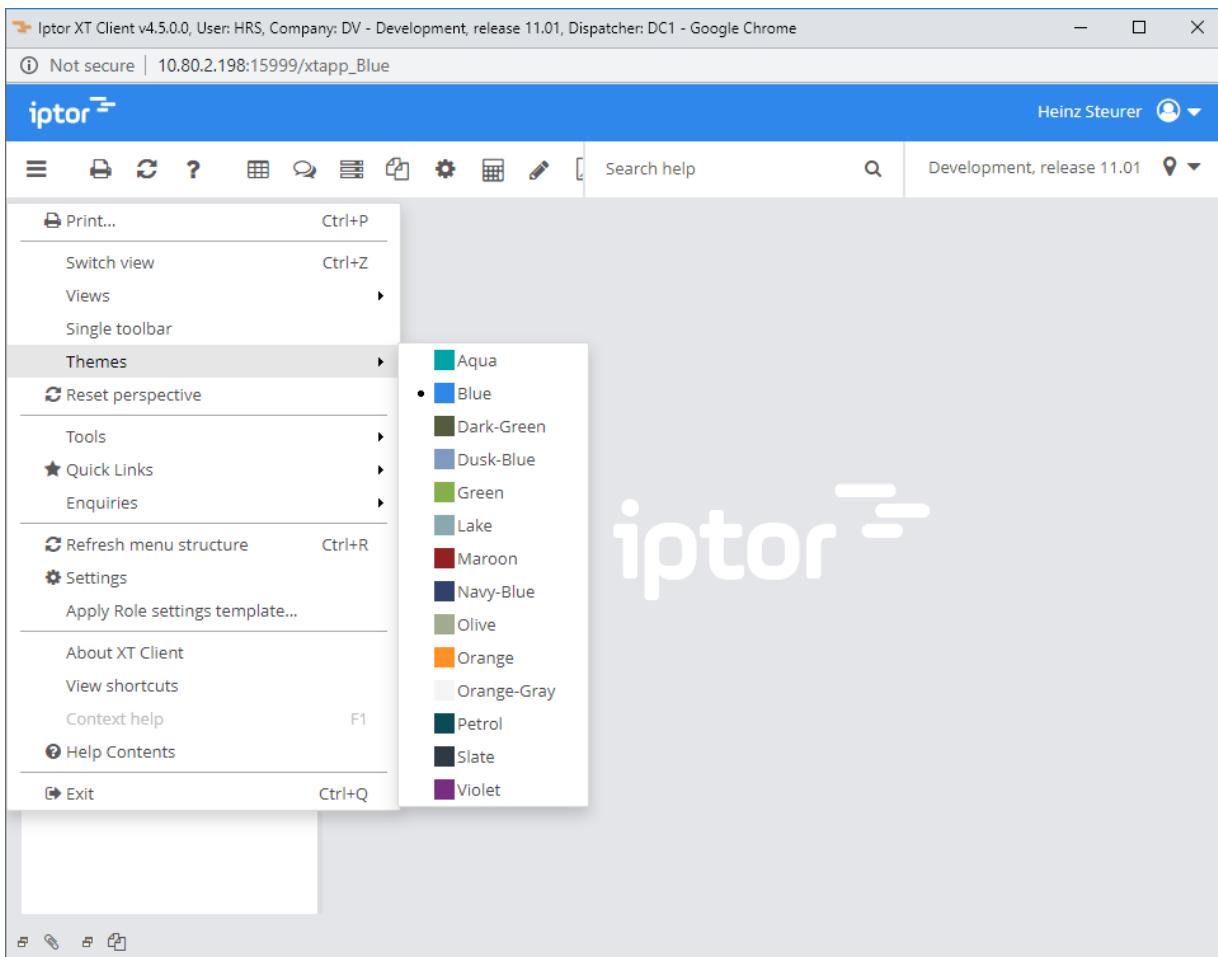 Iptor XT Client v4.5.0.0, User: HRS, Company: DV - Development, release 11.01, Dispatcher: DC1 - Google Chrome
Not secure | 10.80.2.198:15999/xtapp_Blue
iptor Heinz Steurer
? Search help Development, release 11.01
Print... Ctrl+P
Switch view Ctrl+Z
Views
Single toolbar
Themes
Reset perspective
Tools
Quick Links
Enquiries
Refresh menu structure Ctrl+R
Settings
Apply Role settings template...
About XT Client
View shortcuts
Context help F1
Help Contents
Exit Ctrl+Q
Aqua
Blue
Dark-Green
Dusk-Blue
Green
Lake
Maroon
Navy-Blue
Olive
Orange
Orange-Gray
Petrol
Slate
Violet
iptor